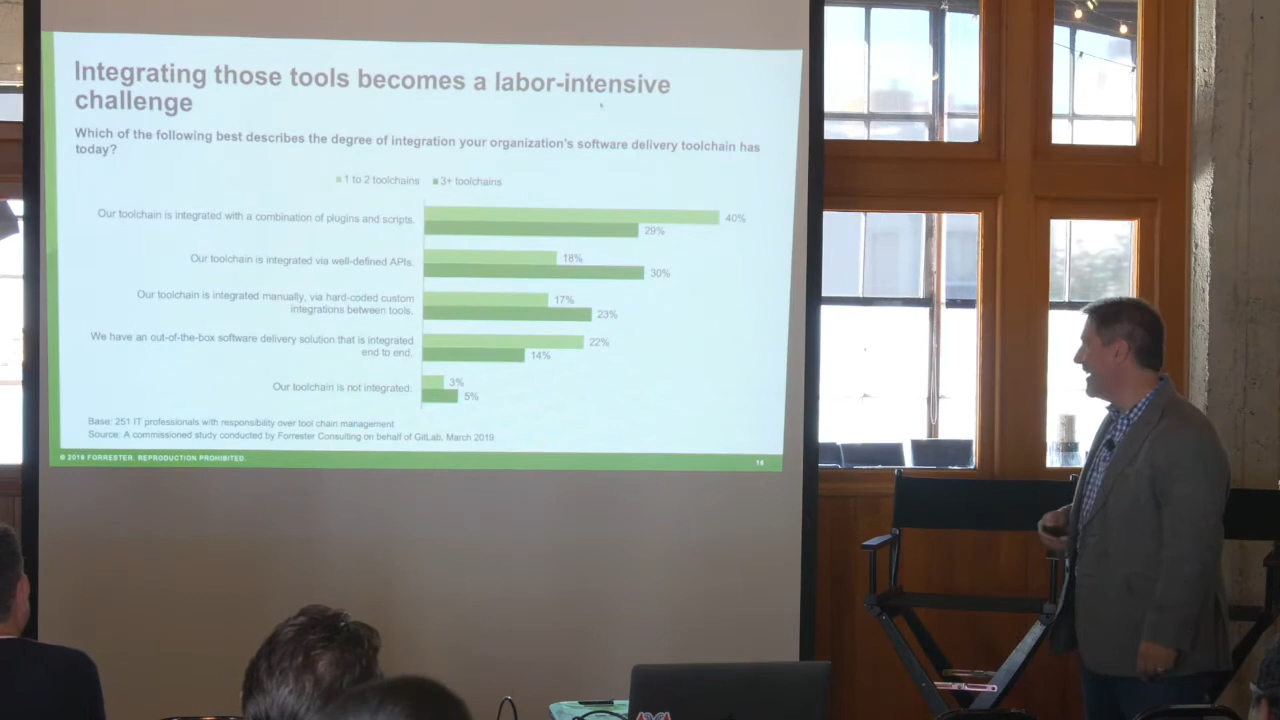 Integrating those tools becomes a labor-intensive
challenge
Which of the following best describes the degree of integration your organization's software delivery toolchain has
today?
1 to 2 toolchains 3+ toolchains
Our toolchain is integrated with a combination of plugins and scripts.
40%
29%
Our toolchain is integrated via well-defined APIs.
18%
30%
Our toolchain is integrated manually, via hard-coded custom
integrations between tools.
17%
23%
We have an out-of-the-box software delivery solution that is integrated
end to end.
22%
14%
Our toolchain is not integrated.
3%
5%
Base: 251 IT professionals with responsibility over tool chain management
Source: A commissioned study conducted by Forrester Consulting on behalf of GitLab, March 2019
© 2019 FORRESTER. REPRODUCTION PROHIBITED.